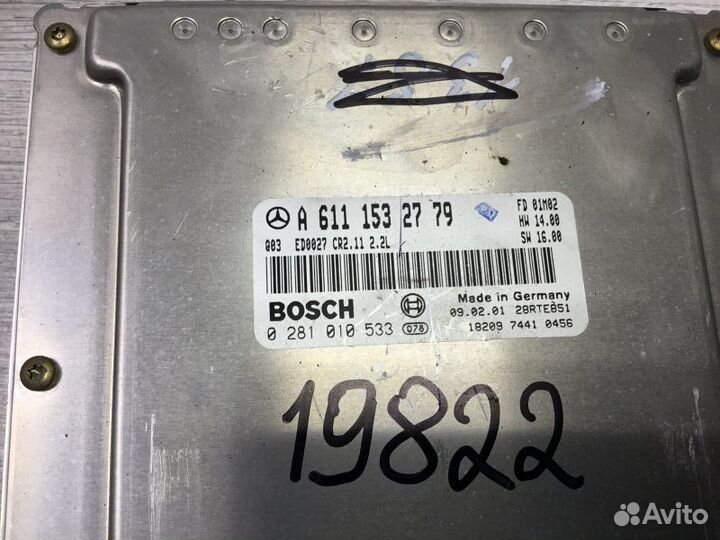 A 611 153 27 79
FD 01M02
HW 14.00
SW 16.00
Q03 ED0027 CR2.11 2.2L
BOSCH
0 281 010 533 078
Made in Germany
09.02.01 28RTE851
18209 7441 0456
19822
Avito